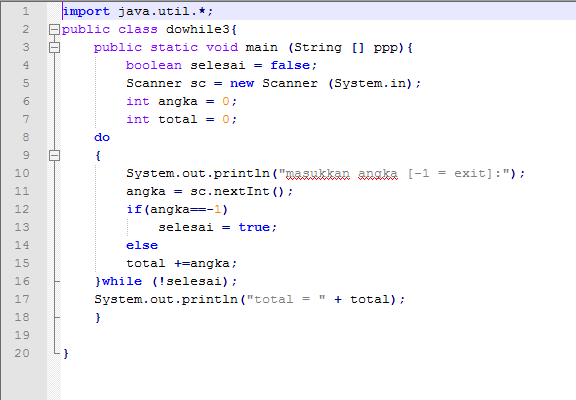 1 import java.util.*;
2 public class dowhile3{
3 public static void main (String [] ppp){
4 boolean selesai = false;
5 Scanner sc = new Scanner (System.in);
6 int angka = 0;
7 int total = 0;
8 do
9 {
10 System.out.println("masukkan angka [-1 = exit]:");
11 angka = sc.nextInt();
12 if(angka==-1)
13 selesai = true;
14 else
15 total +=angka;
16 }while (!selesai);
17 System.out.println("total = " + total);
18 }
19
20 }